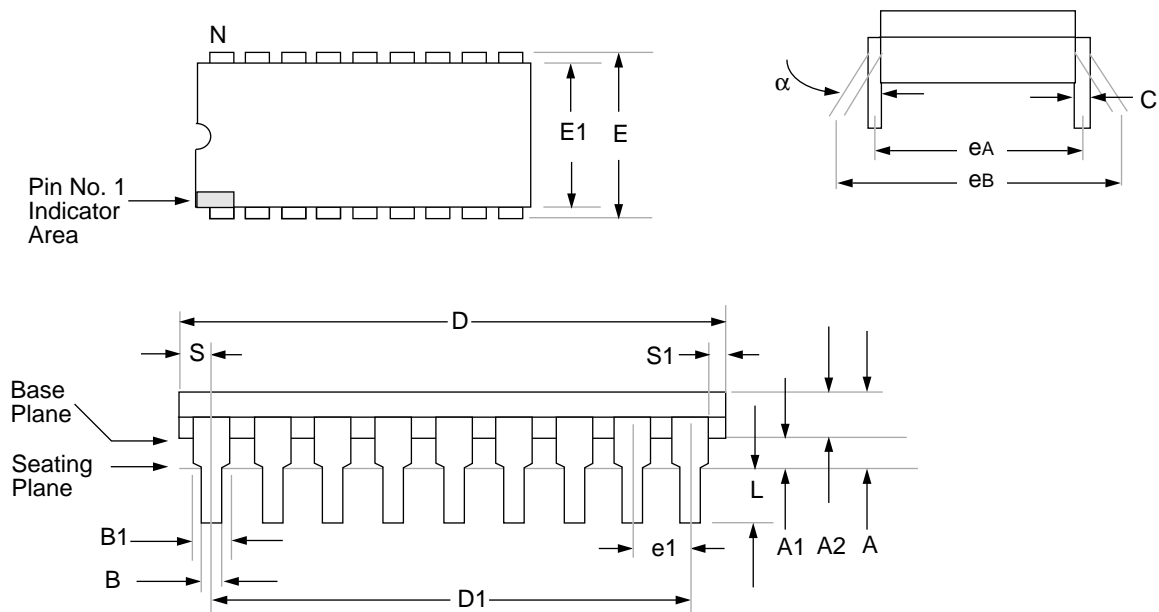 N
E1
E
Pin No. 1
Indicator
Area
α
C
eA
eB
D
S
S1
Base
Plane
Seating
Plane
L
B1
B
e1
A1
A2
A
D1